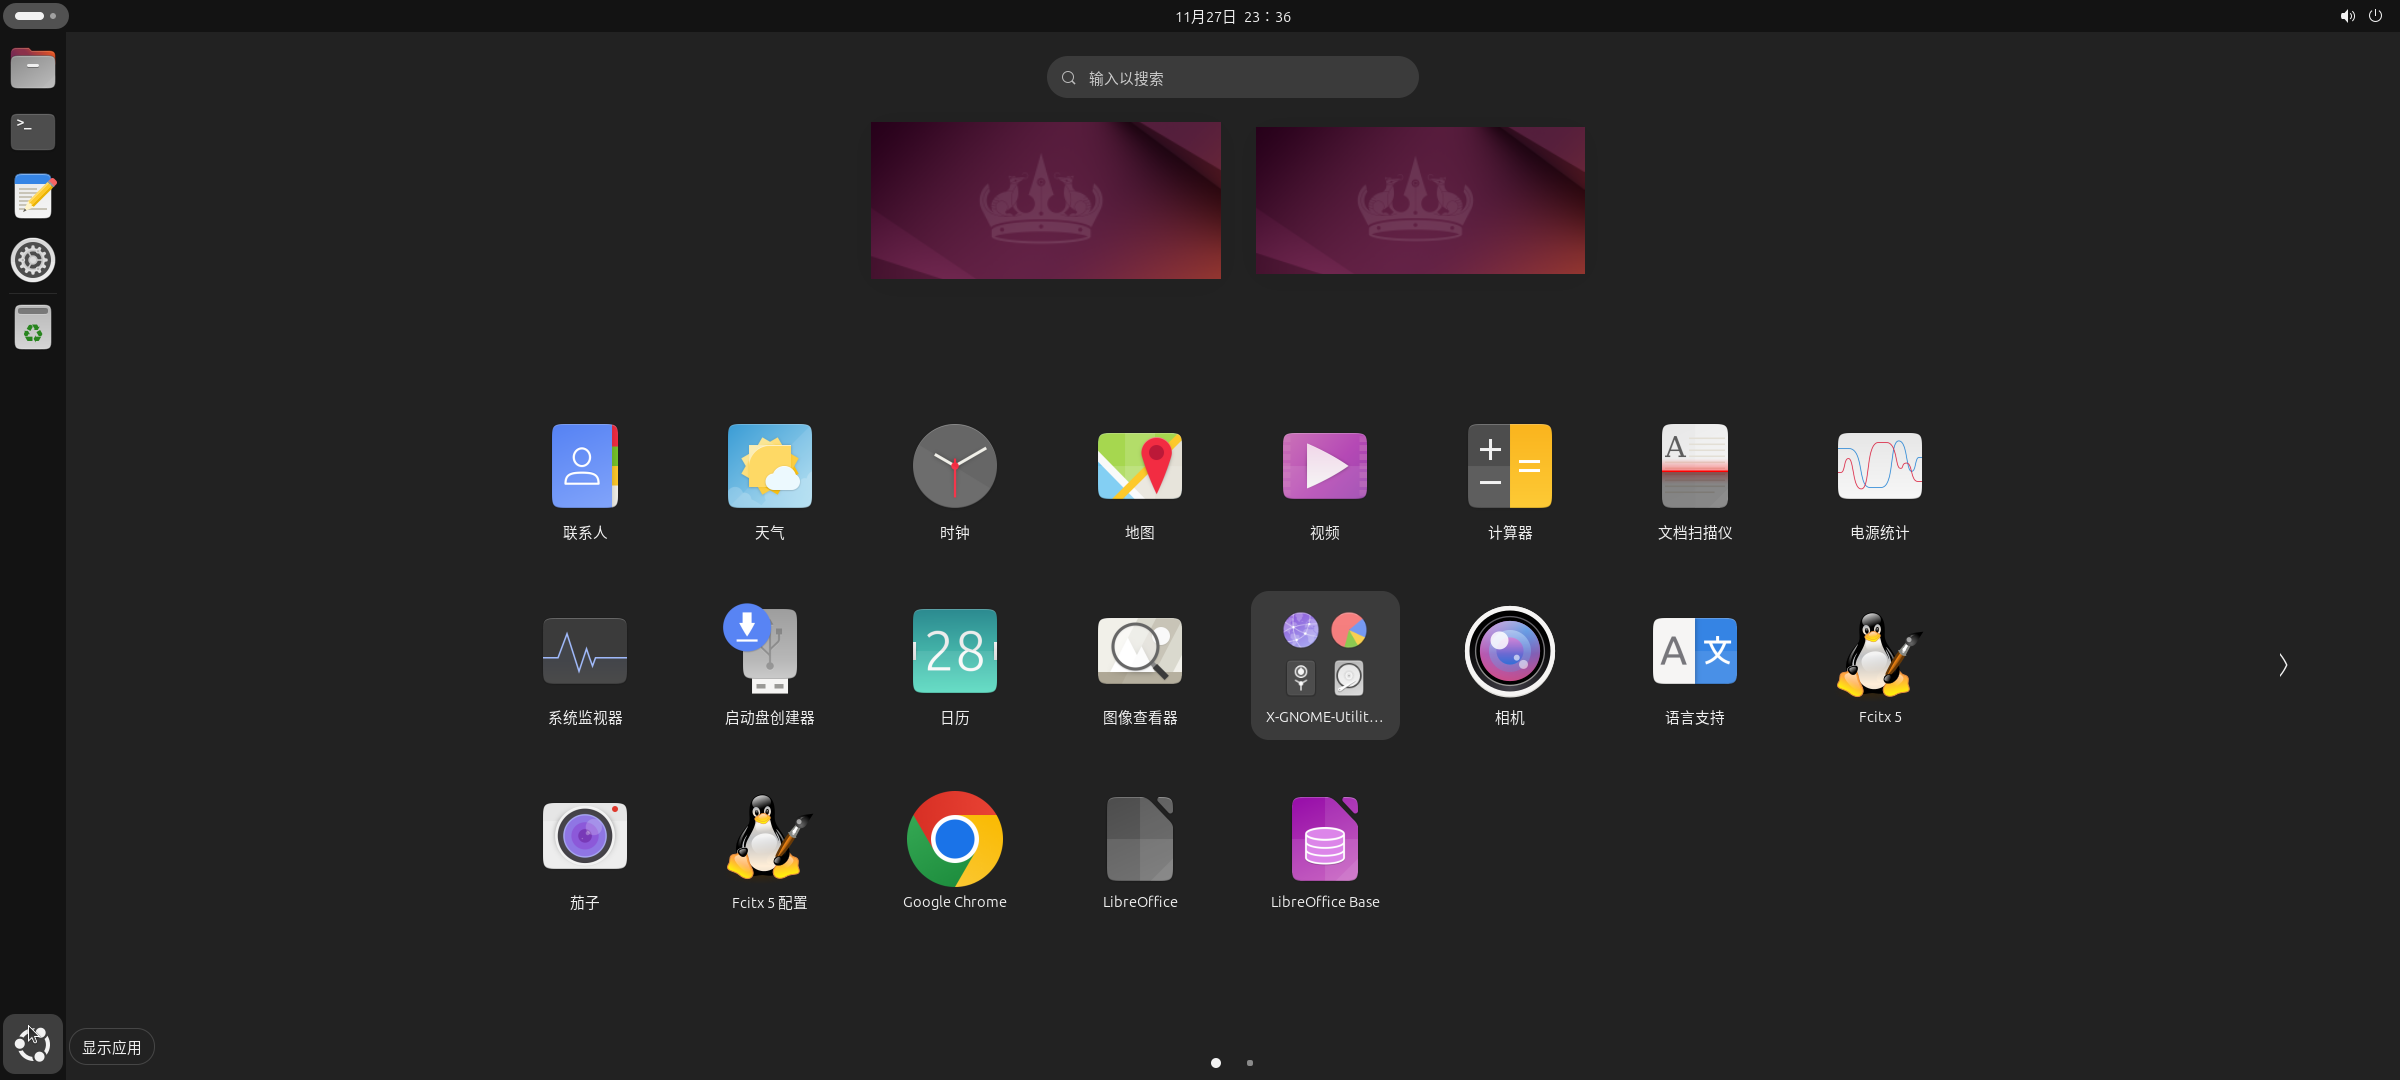 11月27日 23：36
输入以搜索
>_
联系人
天气
时钟
地图
视频
计算器
A
文档扫描仪
电源统计
系统监视器
启动盘创建器
28
日历
图像查看器
X-GNOME-Utilit…
相机
A 文
语言支持
Fcitx 5
茄子
Fcitx 5 配置
Google Chrome
LibreOffice
LibreOffice Base
显示应用